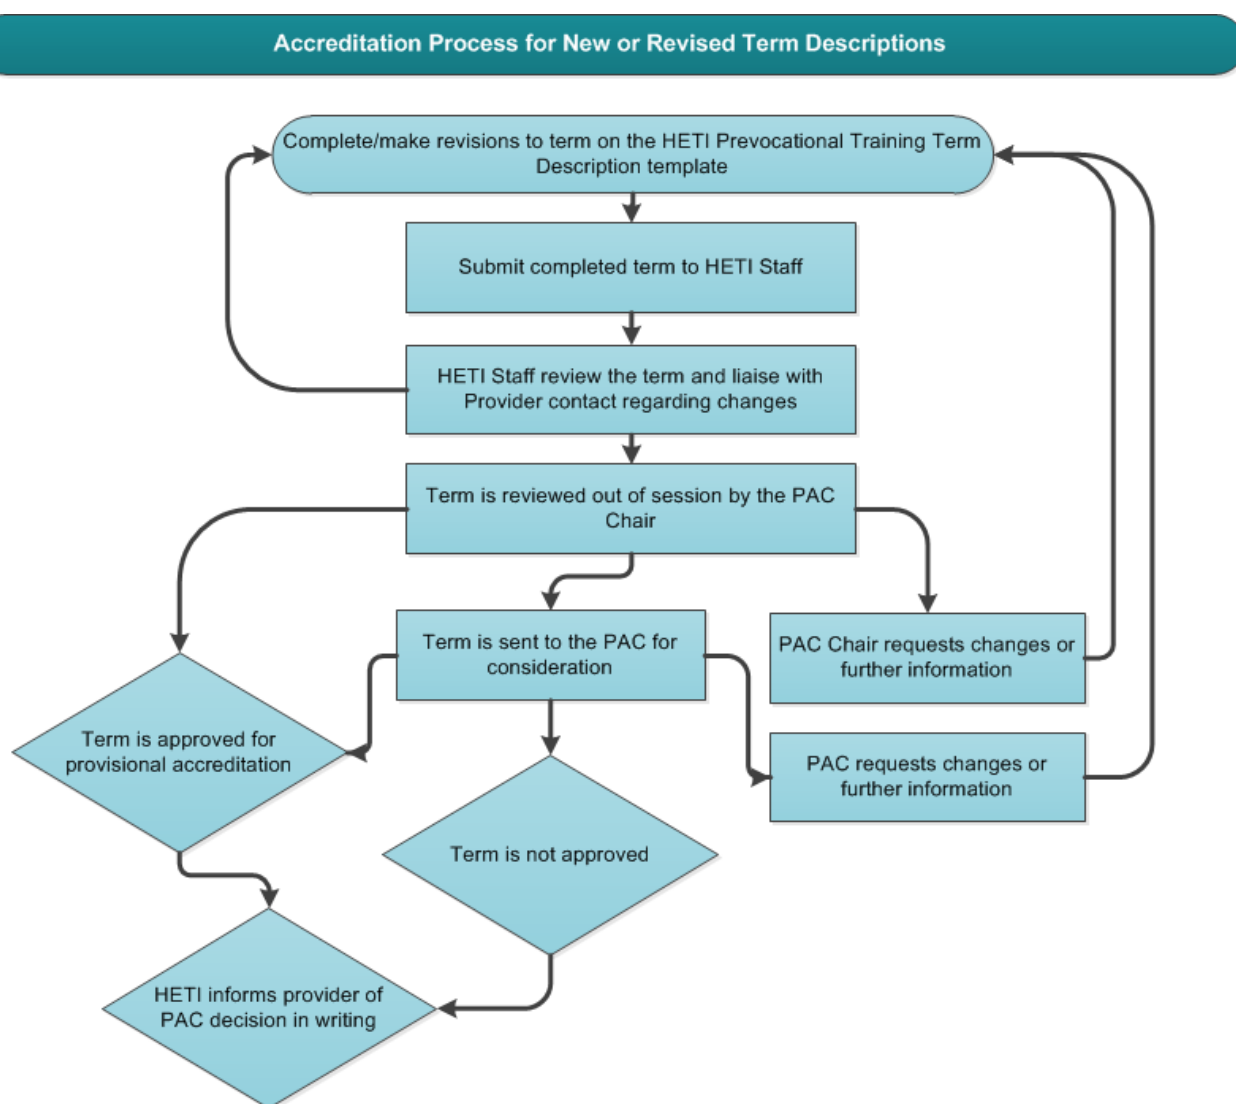 Accreditation Process for New or Revised Term Descriptions
Complete/make revisions to term on the HETI Prevocational Training Term
Description template
Submit completed term to HETI Staff
HETI Staff review the term and liaise with
Provider contact regarding changes
Term is reviewed out of session by the PAC
Chair
Term is sent to the PAC for
consideration
PAC Chair requests changes or
further information
Term is approved for
provisional accreditation
PAC requests changes or
further information
Term is not approved
HETI informs provider of
PAC decision in writing